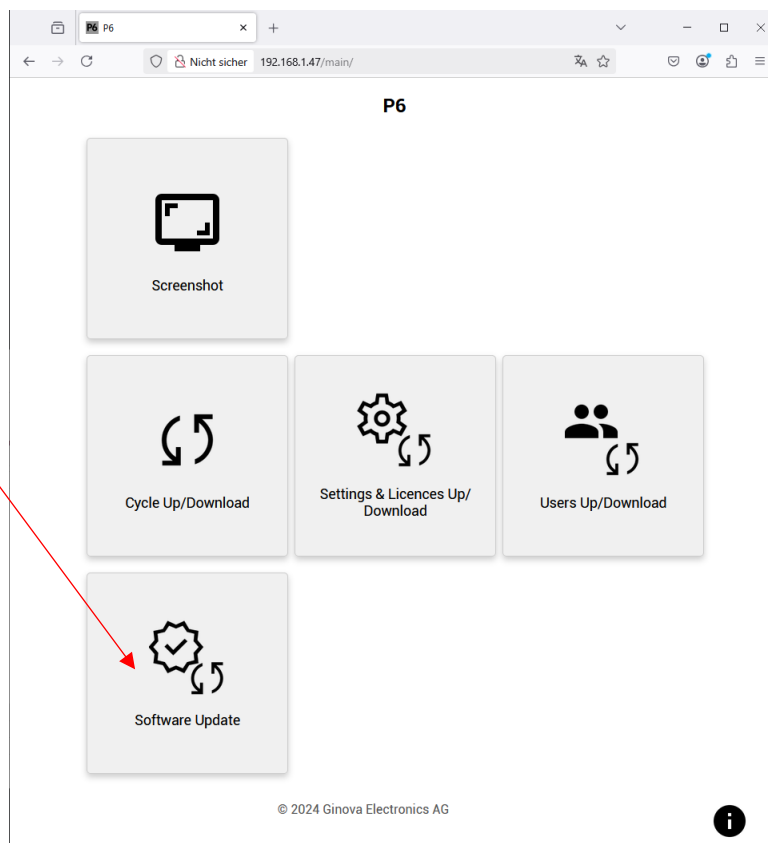 P6 P6
Nicht sicher 192.168.1.47/main/
P6
Screenshot
Cycle Up/Download
Settings & Licences Up/
Download
Users Up/Download
Software Update
© 2024 Ginova Electronics AG
i